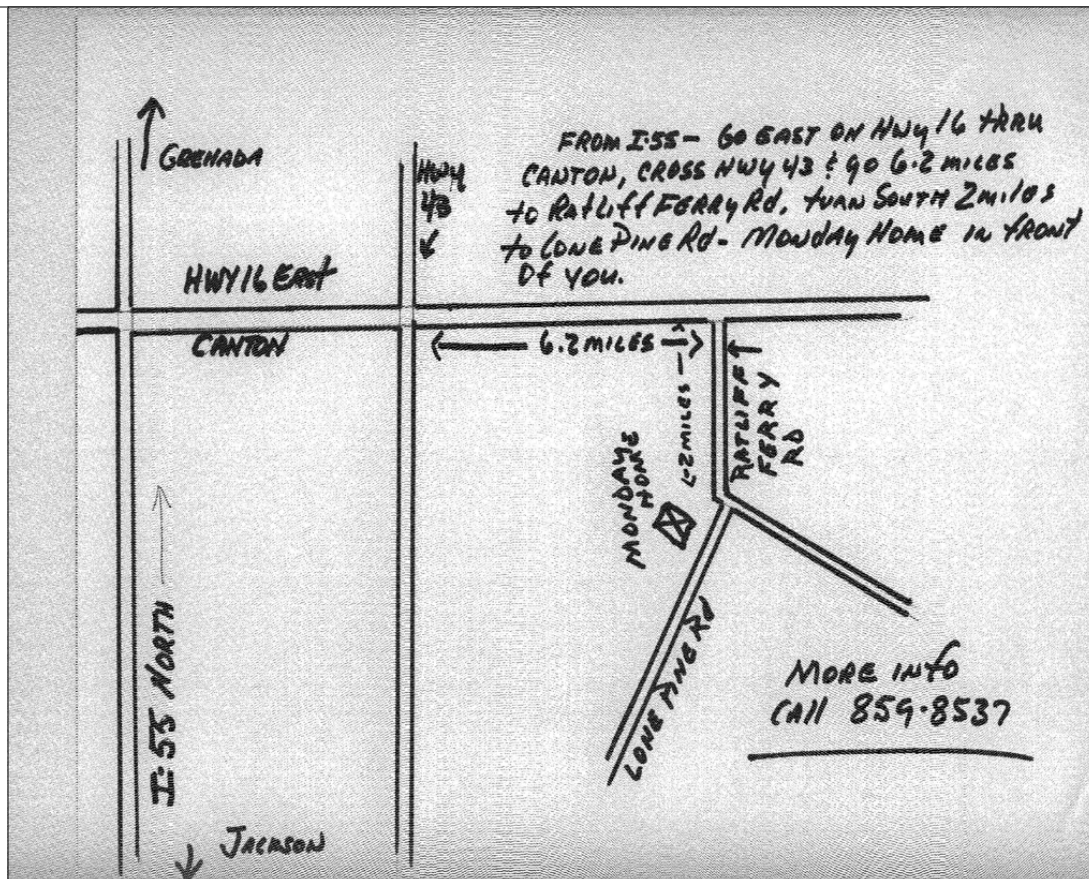 GRENADA
HWY
43
FROM I-55 - GO EAST ON HWY 16 THRU
CANTON, CROSS HWY 43 & go 6.2 miles
to Ratliff FERRY Rd, turn South 2 miles
to LONE PINE Rd - MONDAY HOME in front
Of you.
HWY 16 EAST
CANTON
6.2 MILES
2 MILES
RATLIFF
FERRY
RD
MONDAY
HOME
LONE PINE Rd
I-55 NORTH
MORE INfo
CAll 859-8537
JACKSON